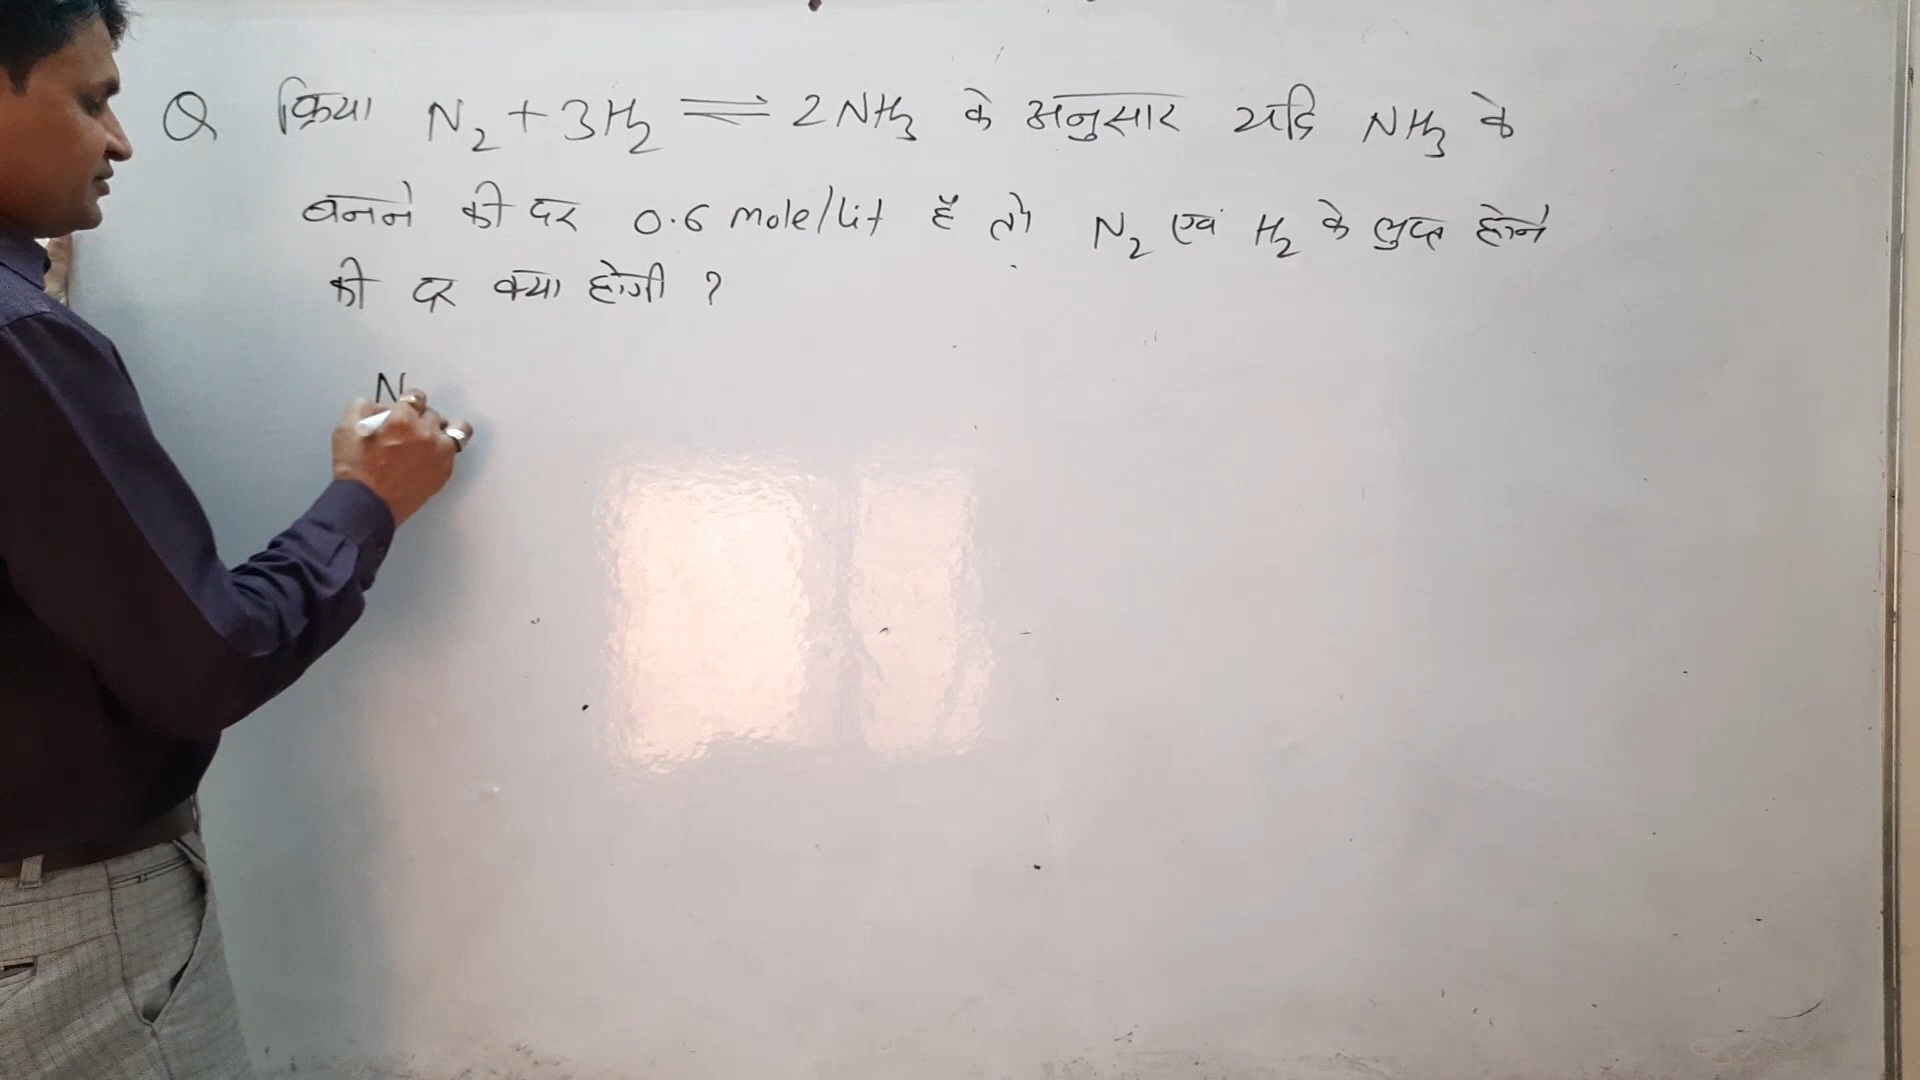 Q क्रिया N₂ + 3H₂ ⇌ 2NH₃ के अनुसार यदि NH₃ के
बनने की दर 0.6 mole/lit है तो N₂ एवं H₂ के लुप्त होने
की दर क्या होगी ?
N